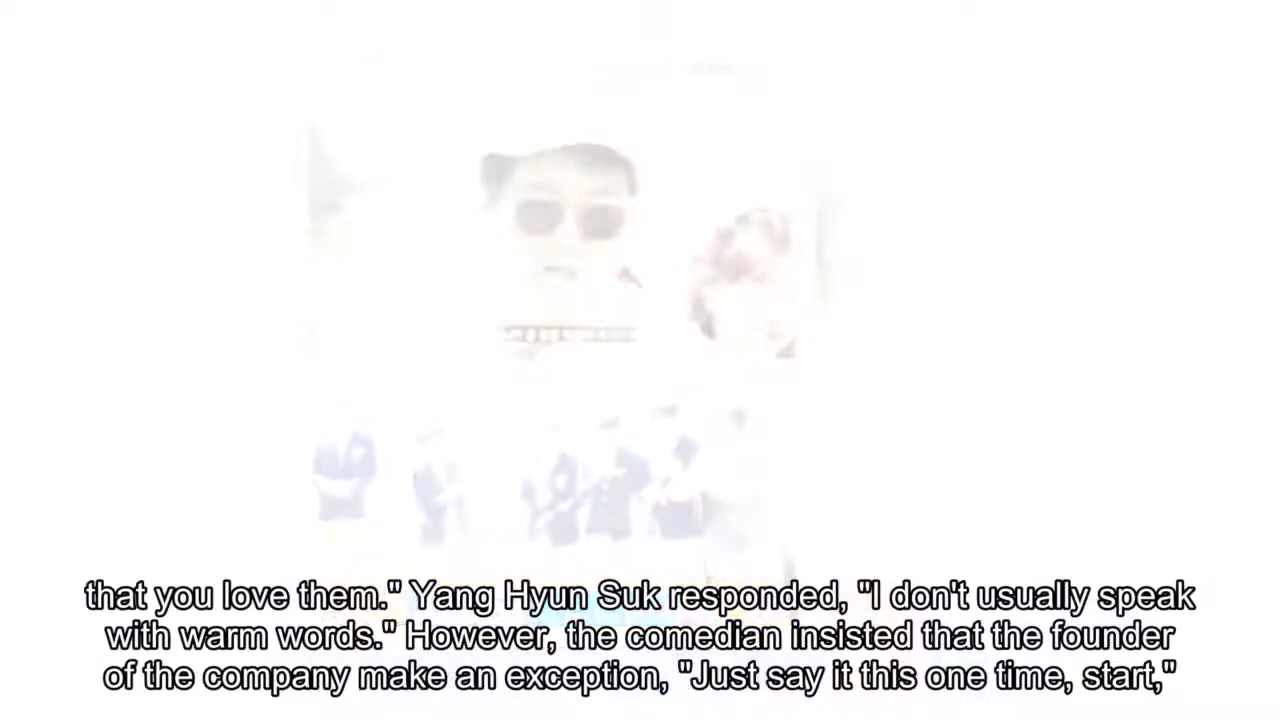 that you love them." Yang Hyun Suk responded, "I don't usually speak
with warm words." However, the comedian insisted that the founder
of the company make an exception, "Just say it this one time, start,"